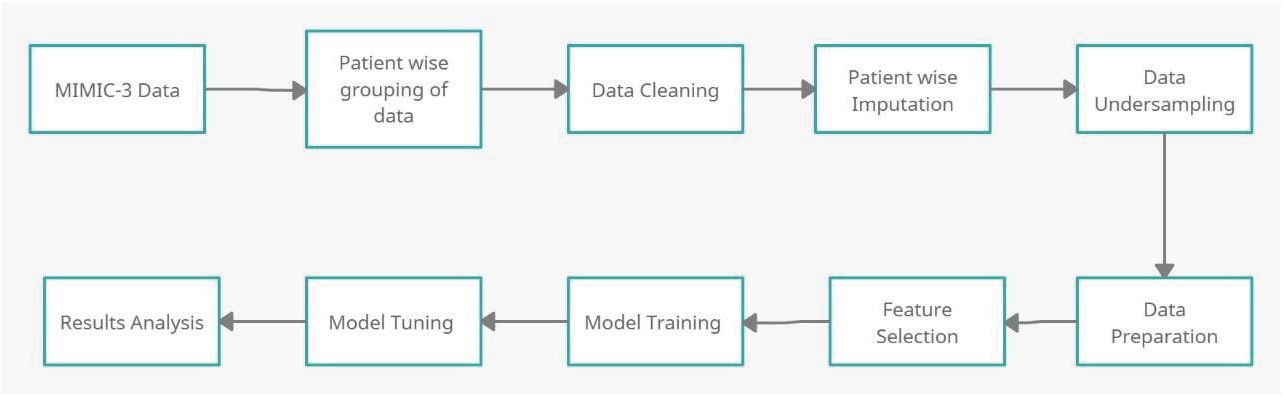 MIMIC-3 Data
Patient wise
grouping of
data
Data Cleaning
Patient wise
Imputation
Data
Undersampling
Results Analysis
Model Tuning
Model Training
Feature
Selection
Data
Preparation